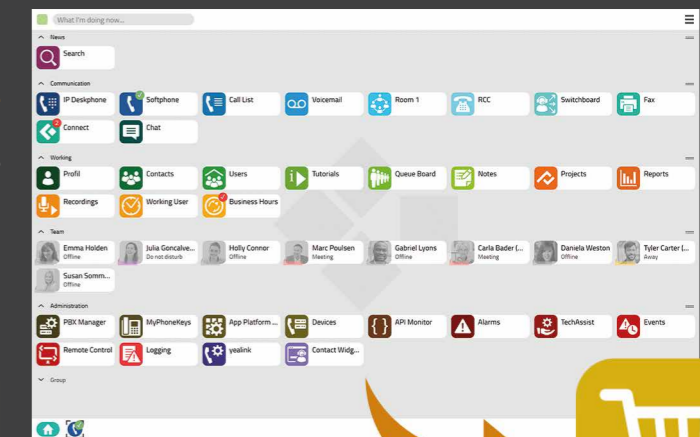 What I'm doing now...
News
Search
Communication
IP Deskphone Softphone Call List Voicemail Room 1 RCC Switchboard Fax
Connect Chat
Working
Profil Contacts Users Tutorials Queue Board Notes Projects Reports
Recordings Working User Business Hours
Team
Emma Holden Julia Goncalve... Holly Connor Marc Poulsen Gabriel Lyons Carla Bader (... Daniela Weston Tyler Carter (...
Offline Do not disturb Offline Meeting Offline Meeting Offline Away
Susan Somm...
Offline
Administration
PBX Manager MyPhoneKeys App Platform ... Devices API Monitor Alarms TechAssist Events
Remote Control Logging yealink Contact Widg...
Group